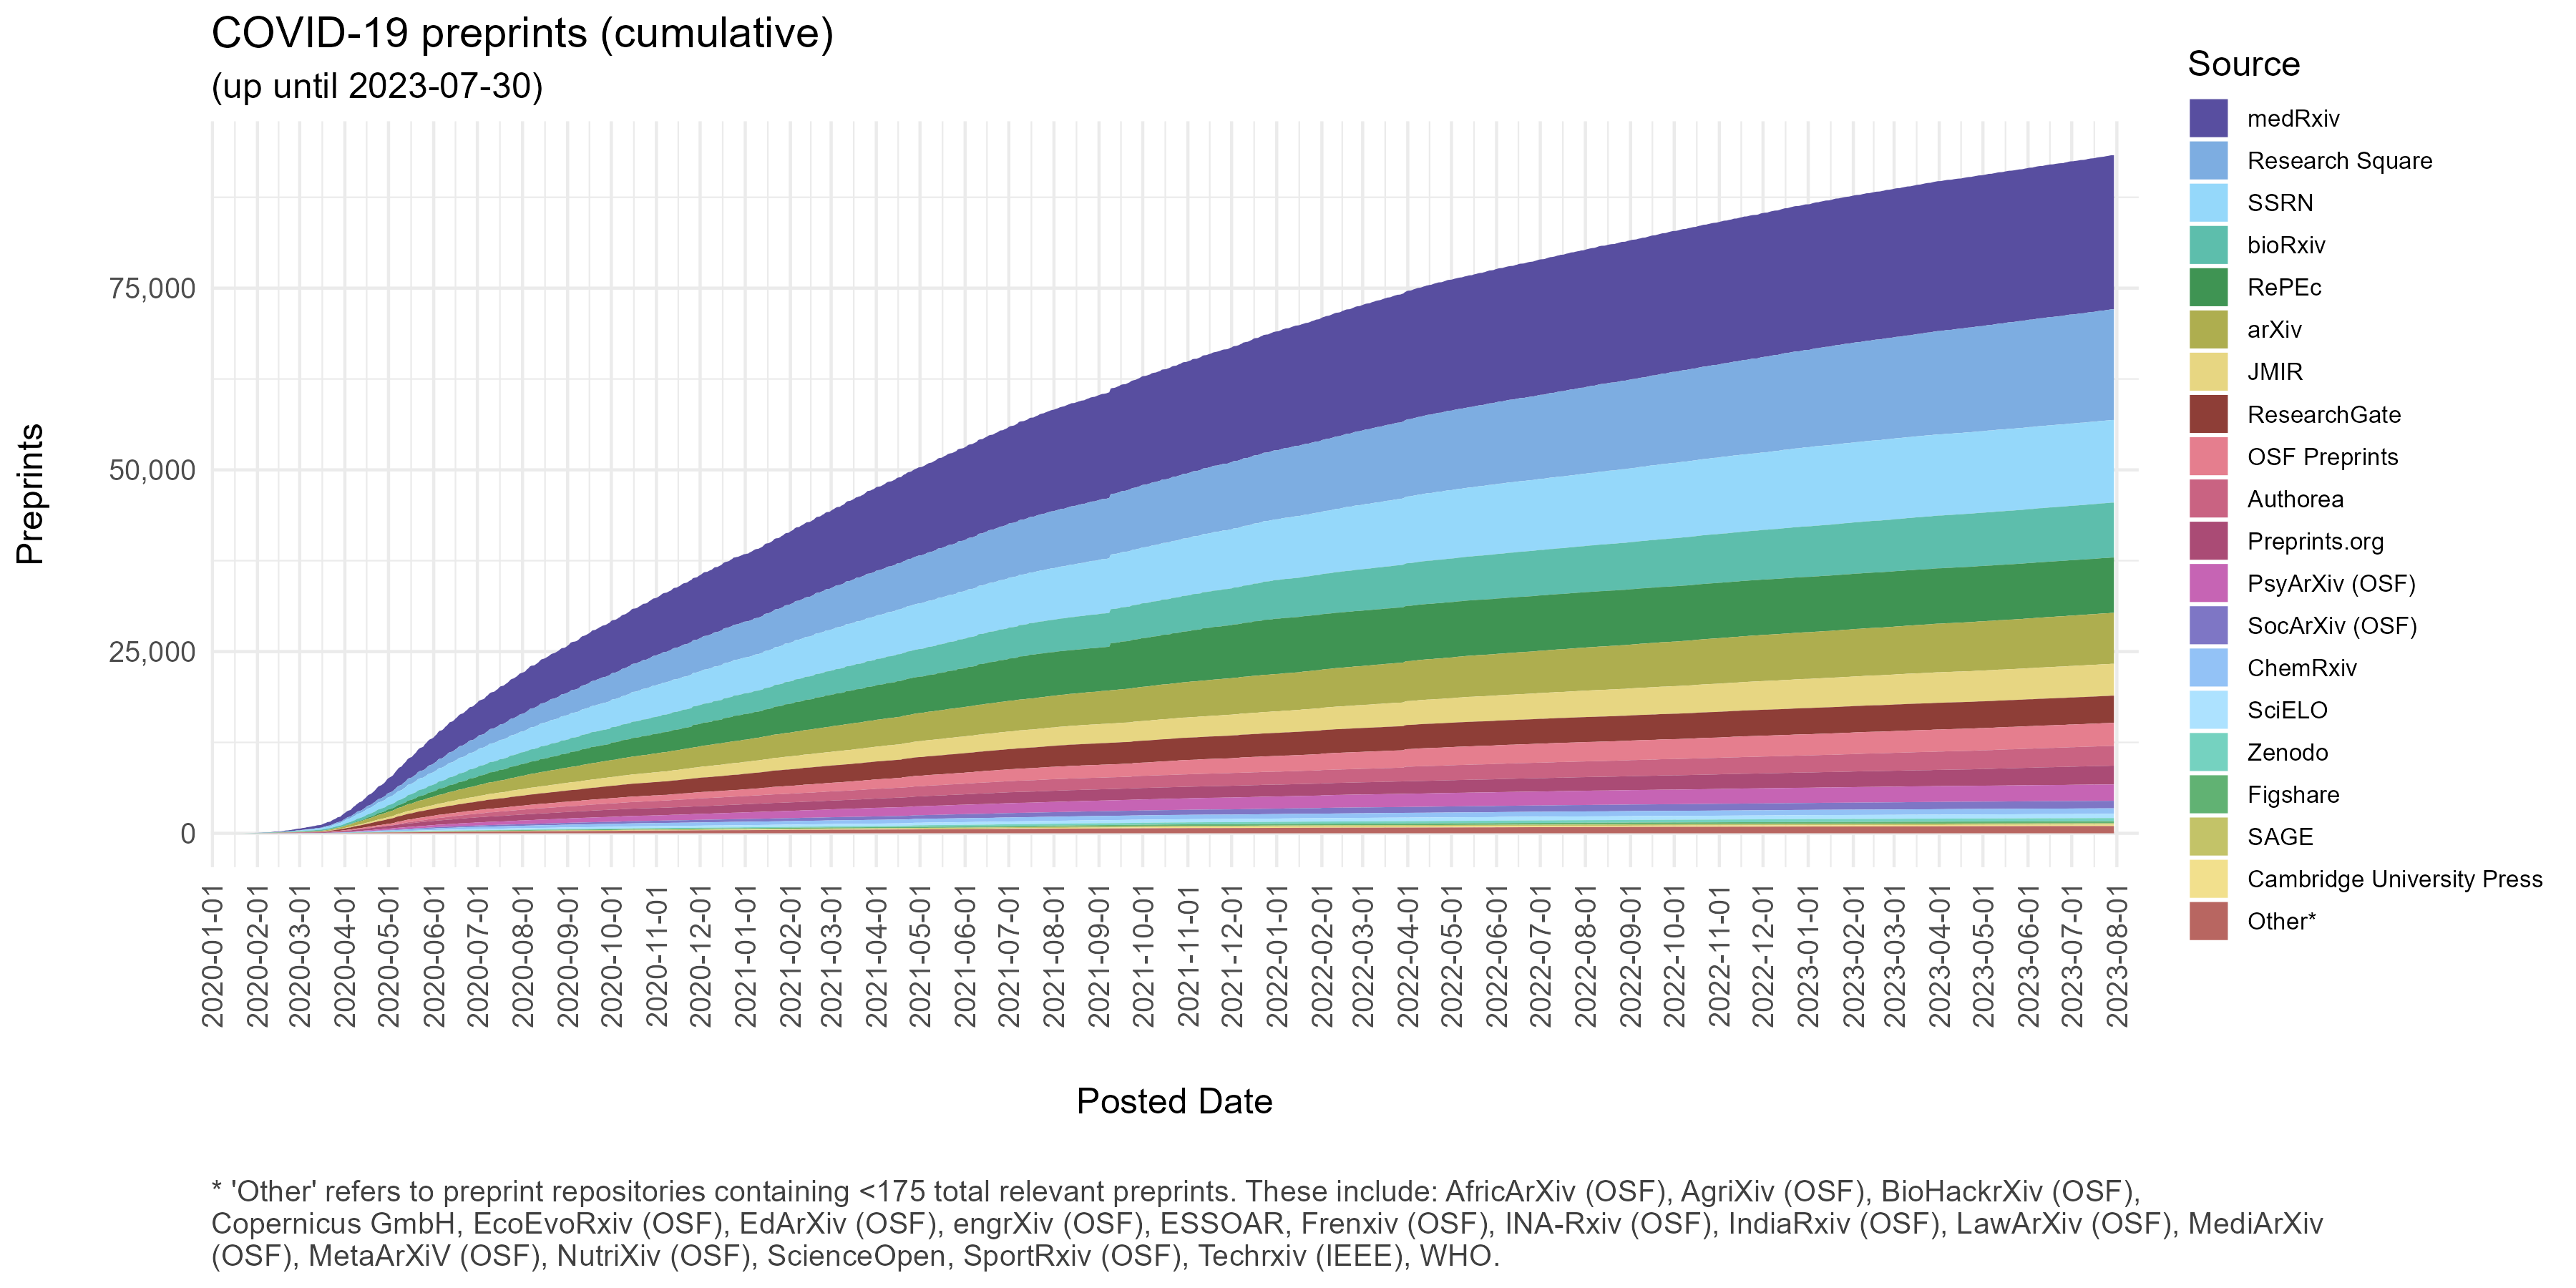 COVID-19 preprints (cumulative)
(up until 2023-07-30)
Preprints
75,000
50,000
25,000
0
2020-01-01
2020-02-01
2020-03-01
2020-04-01
2020-05-01
2020-06-01
2020-07-01
2020-08-01
2020-09-01
2020-10-01
2020-11-01
2020-12-01
2021-01-01
2021-02-01
2021-03-01
2021-04-01
2021-05-01
2021-06-01
2021-07-01
2021-08-01
2021-09-01
2021-10-01
2021-11-01
2021-12-01
2022-01-01
2022-02-01
2022-03-01
2022-04-01
2022-05-01
2022-06-01
2022-07-01
2022-08-01
2022-09-01
2022-10-01
2022-11-01
2022-12-01
2023-01-01
2023-02-01
2023-03-01
2023-04-01
2023-05-01
2023-06-01
2023-07-01
2023-08-01
Posted Date
Source
medRxiv
Research Square
SSRN
bioRxiv
RePEc
arXiv
JMIR
ResearchGate
OSF Preprints
Authorea
Preprints.org
PsyArXiv (OSF)
SocArXiv (OSF)
ChemRxiv
SciELO
Zenodo
Figshare
SAGE
Cambridge University Press
Other*
* 'Other' refers to preprint repositories containing <175 total relevant preprints. These include: AfricArXiv (OSF), AgriXiv (OSF), BioHackrXiv (OSF),
Copernicus GmbH, EcoEvoRxiv (OSF), EdArXiv (OSF), engrXiv (OSF), ESSOAR, Frenxiv (OSF), INA-Rxiv (OSF), IndiaRxiv (OSF), LawArXiv (OSF), MediArXiv
(OSF), MetaArXiV (OSF), NutriXiv (OSF), ScienceOpen, SportRxiv (OSF), Techrxiv (IEEE), WHO.